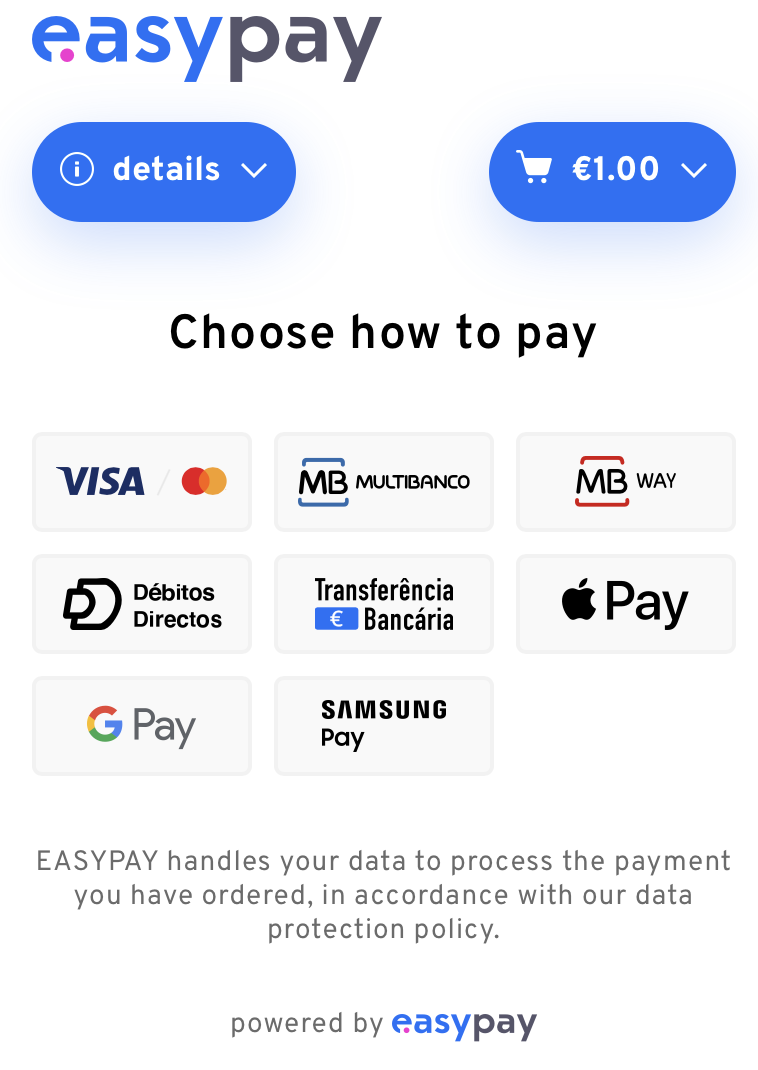 easypay
details
€1.00
Choose how to pay
VISA
MB MULTIBANCO
MB WAY
Débitos
Directos
Transferência
€ Bancária
Pay
G Pay
SAMSUNG
Pay
EASYPAY handles your data to process the payment
you have ordered, in accordance with our data
protection policy.
powered by easypay